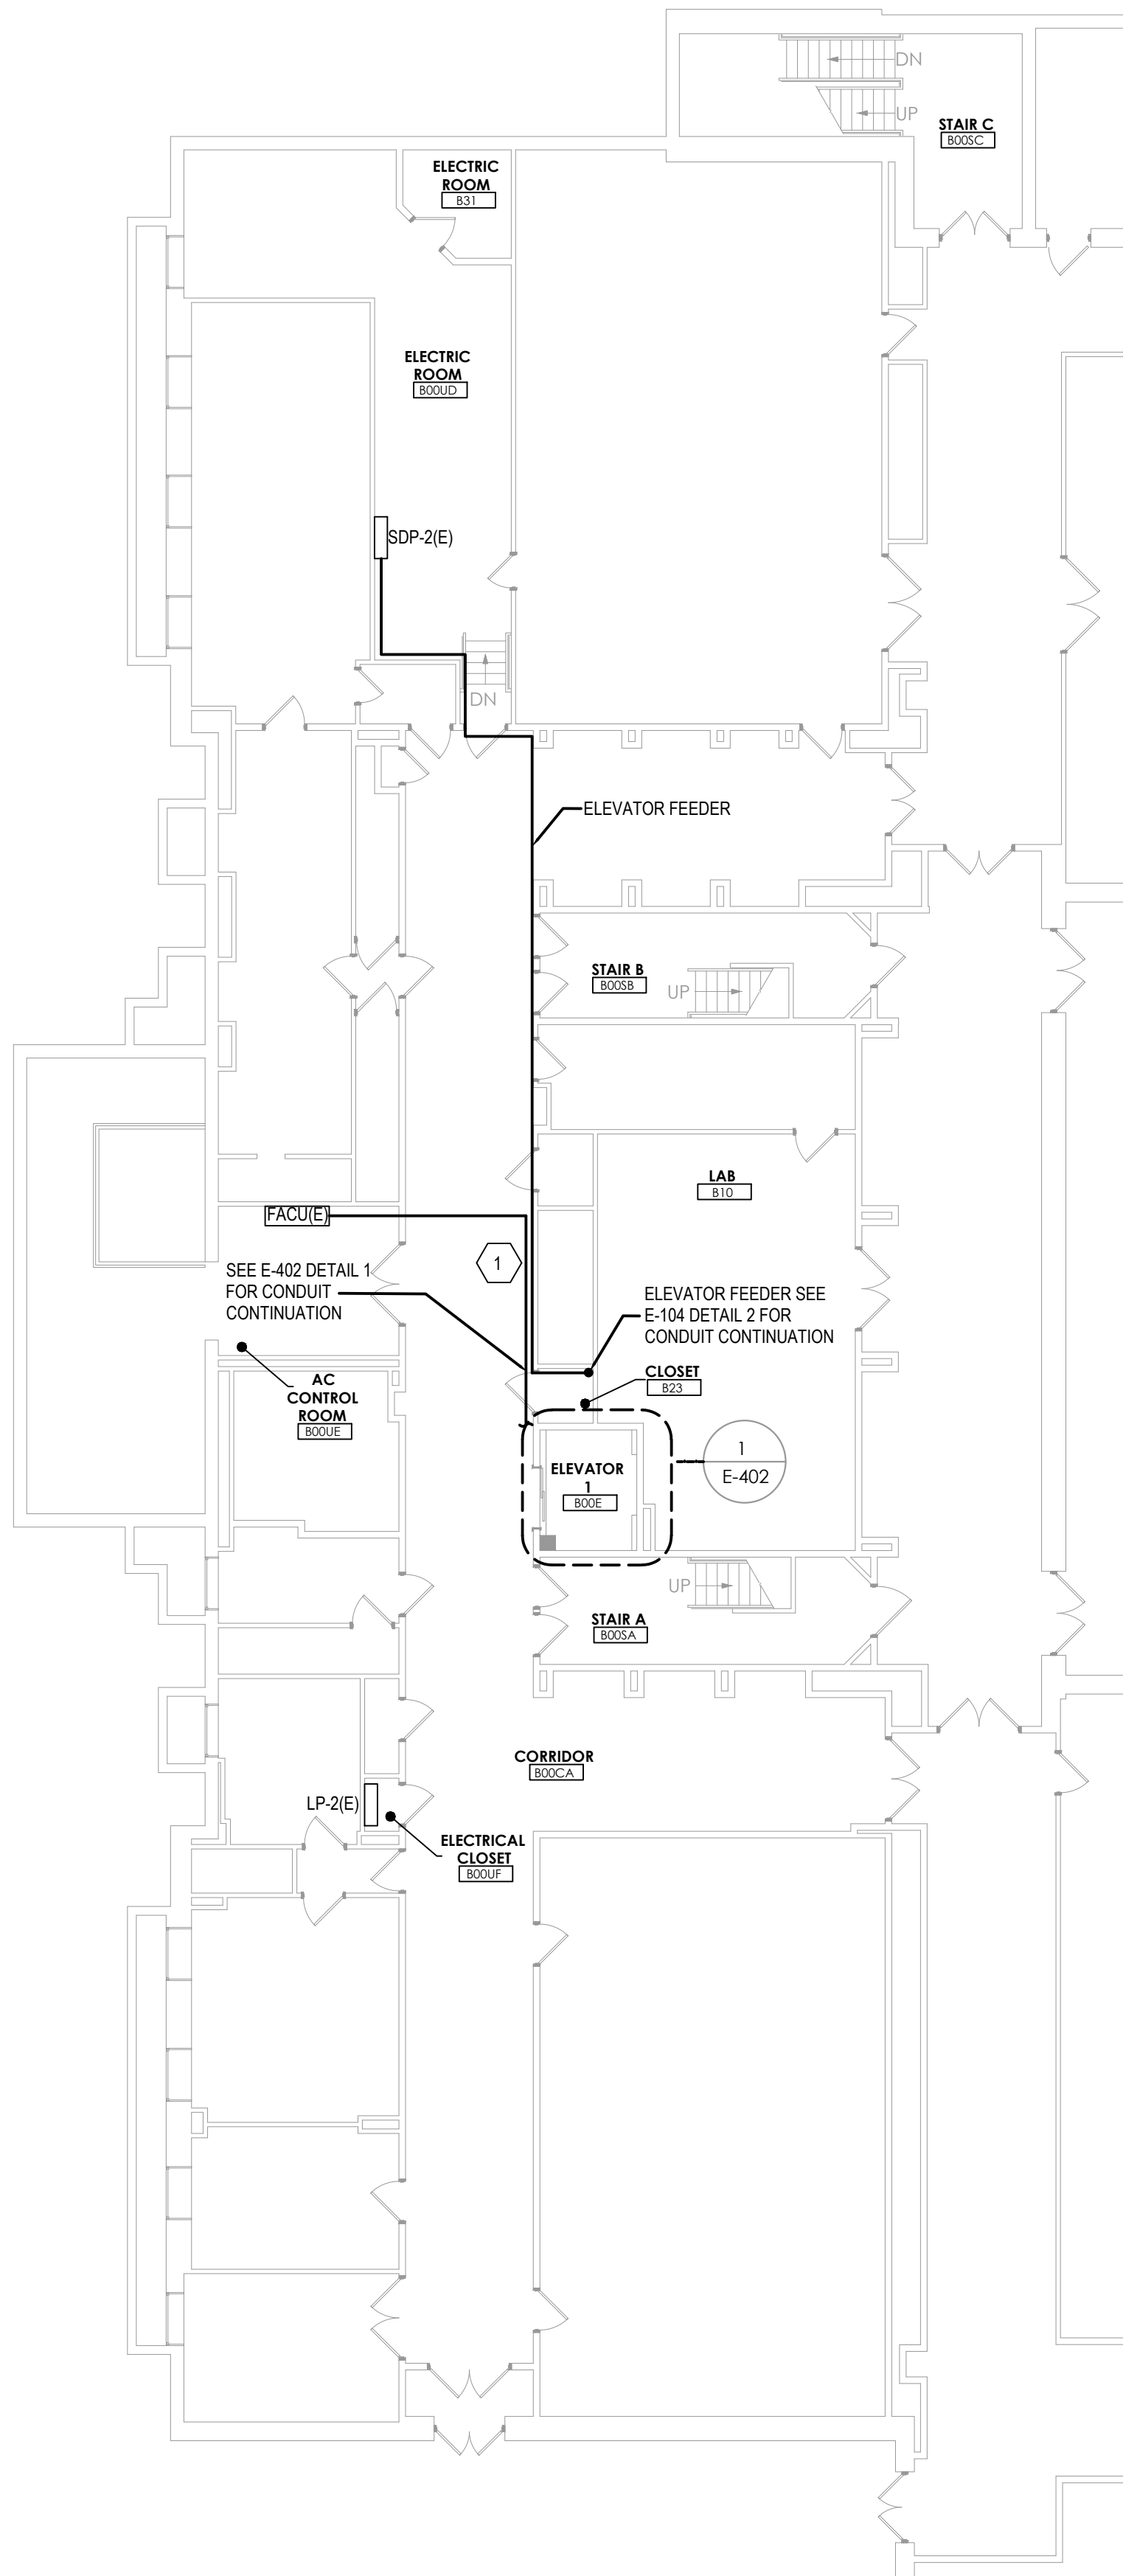 DN
UP
STAIR C
B00SC
ELECTRIC
ROOM
B31
ELECTRIC
ROOM
B00UD
SDP-2(E)
DN
ELEVATOR FEEDER
STAIR B
B00SB
UP
LAB
B10
FACU(E)
1
SEE E-402 DETAIL 1
FOR CONDUIT
CONTINUATION
ELEVATOR FEEDER SEE
E-104 DETAIL 2 FOR
CONDUIT CONTINUATION
AC
CONTROL
ROOM
B00UE
CLOSET
B23
1
E-402
ELEVATOR
1
B00E
UP
STAIR A
B00SA
CORRIDOR
B00CA
LP-2(E)
ELECTRICAL
CLOSET
B00UF